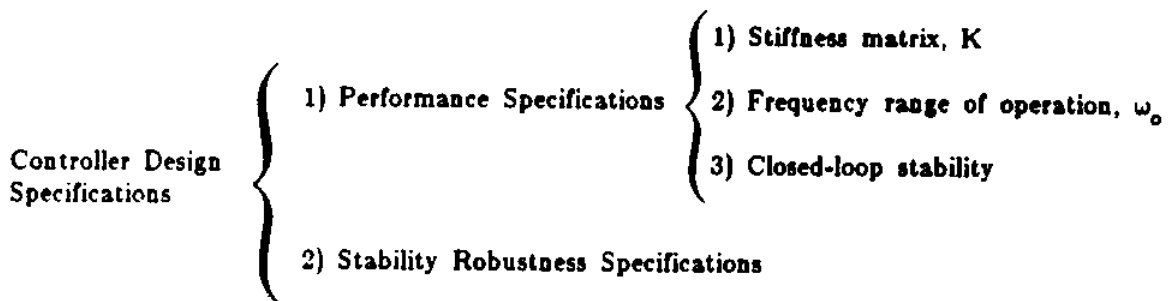 Controller Design
Specifications
1) Performance Specifications
1) Stiffness matrix, K
2) Frequency range of operation, ω₀
3) Closed-loop stability
2) Stability Robustness Specifications